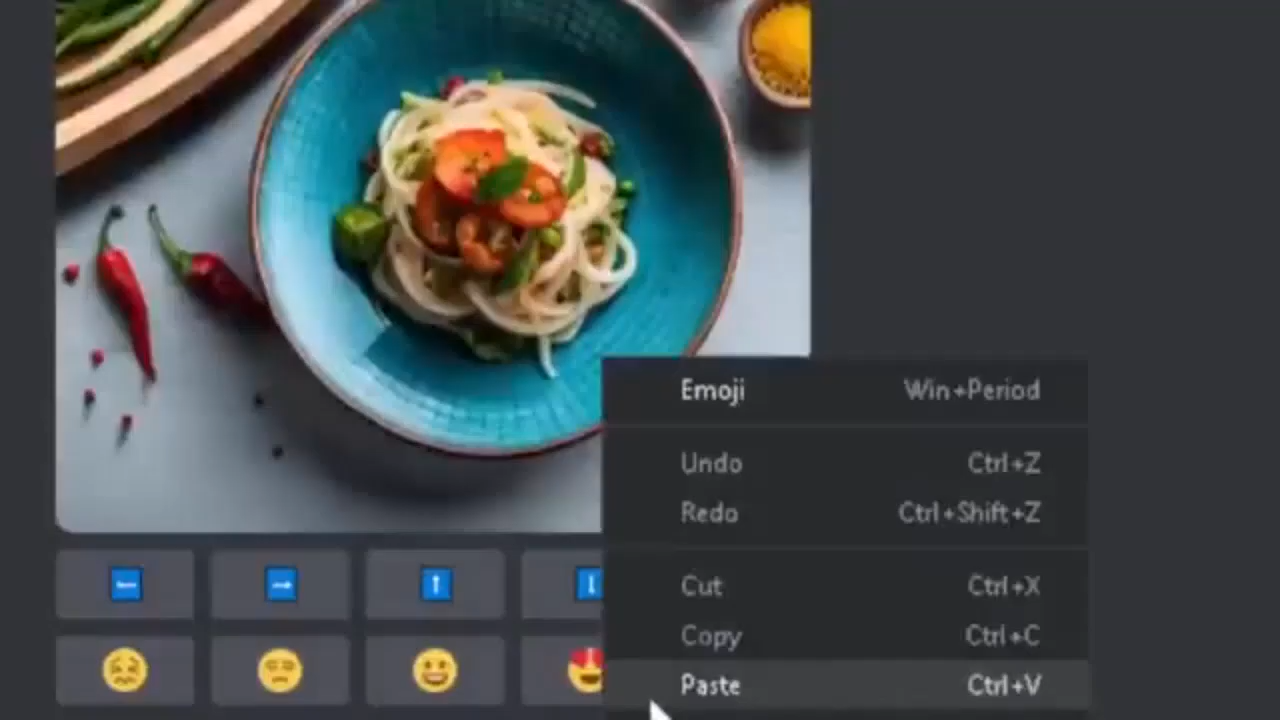 Emoji Win+Period
Undo Ctrl+Z
Redo Ctrl+Shift+Z
Cut Ctrl+X
Copy Ctrl+C
Paste Ctrl+V